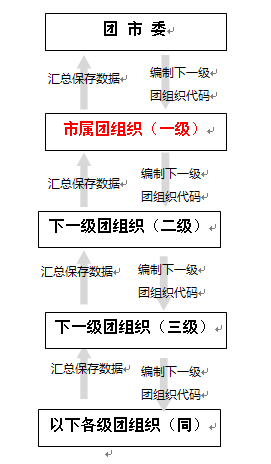 团 市 委
汇总保存数据
编制下一级
团组织代码
市属团组织（一级）
汇总保存数据
编制下一级
团组织代码
下一级团组织（二级）
汇总保存数据
编制下一级
团组织代码
下一级团组织（三级）
汇总保存数据
编制下一级
团组织代码
以下各级团组织（同）